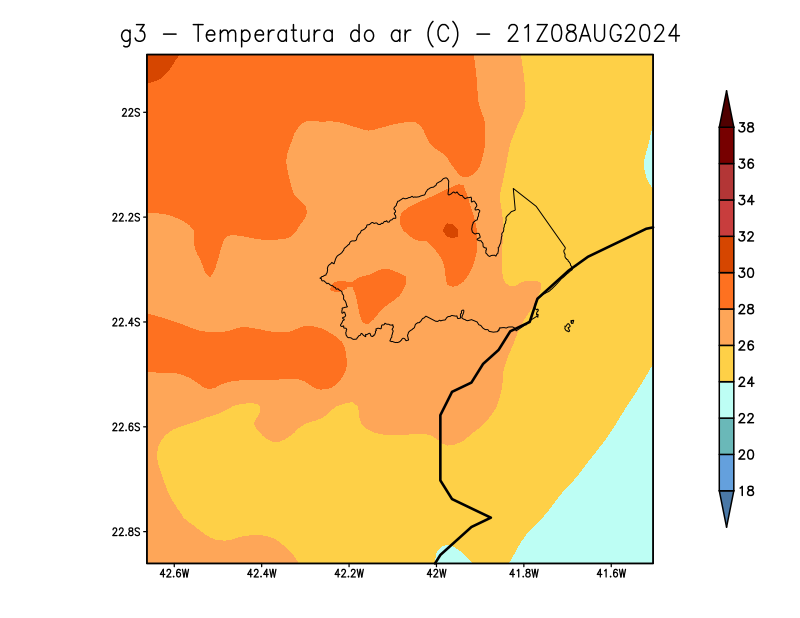 g3 - Temperatura do ar (C) - 21Z08AUG2024
22S
22.2S
22.4S
22.6S
22.8S
42.6W
42.4W
42.2W
42W
41.8W
41.6W
38
36
34
32
30
28
26
24
22
20
18